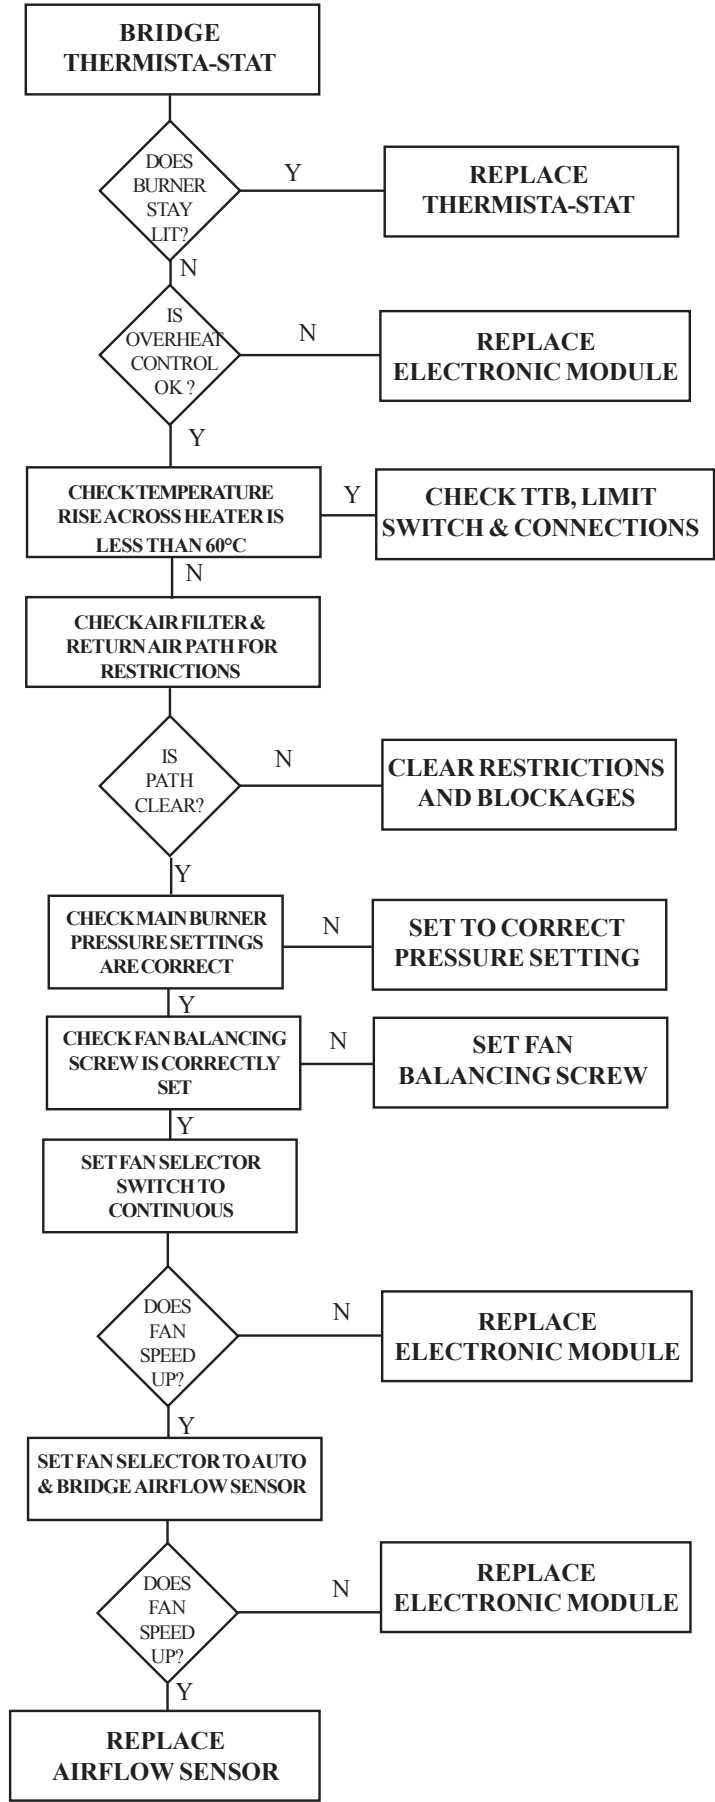 BRIDGE
THERMISTA-STAT
DOES
BURNER
STAY
LIT?
Y
REPLACE
THERMISTA-STAT
N
IS
OVERHEAT
CONTROL
OK ?
N
REPLACE
ELECTRONIC MODULE
Y
CHECK TEMPERATURE
RISE ACROSS HEATER IS
LESS THAN 60°C
Y
CHECK TTB, LIMIT
SWITCH & CONNECTIONS
N
CHECK AIR FILTER &
RETURN AIR PATH FOR
RESTRICTIONS
IS
PATH
CLEAR?
N
CLEAR RESTRICTIONS
AND BLOCKAGES
Y
CHECK MAIN BURNER
PRESSURE SETTINGS
ARE CORRECT
N
SET TO CORRECT
PRESSURE SETTING
Y
CHECK FAN BALANCING
SCREW IS CORRECTLY
SET
N
SET FAN
BALANCING SCREW
Y
SET FAN SELECTOR
SWITCH TO
CONTINUOUS
DOES
FAN
SPEED
UP?
N
REPLACE
ELECTRONIC MODULE
Y
SET FAN SELECTOR TO AUTO
& BRIDGE AIRFLOW SENSOR
DOES
FAN
SPEED
UP?
N
REPLACE
ELECTRONIC MODULE
Y
REPLACE
AIRFLOW SENSOR